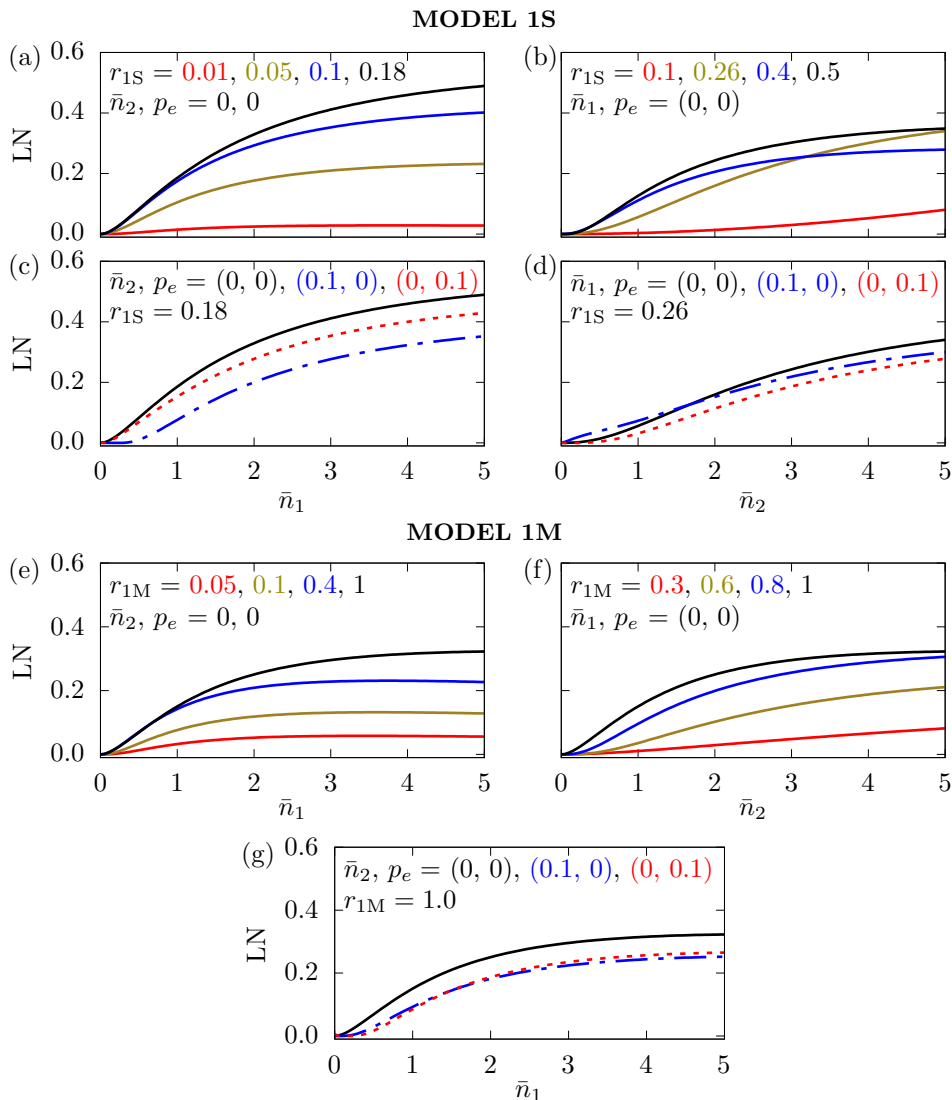 MODEL 1S
(a)
r1S = 0.01, 0.05, 0.1, 0.18
n̄2, pe = 0, 0
LN
0.6
0.4
0.2
0.0
(b)
r1S = 0.1, 0.26, 0.4, 0.5
n̄1, pe = (0, 0)
(c)
n̄2, pe = (0, 0), (0.1, 0), (0, 0.1)
r1S = 0.18
LN
0.6
0.4
0.2
0.0
0 1 2 3 4 5
n̄1
(d)
n̄1, pe = (0, 0), (0.1, 0), (0, 0.1)
r1S = 0.26
0 1 2 3 4 5
n̄2
MODEL 1M
(e)
r1M = 0.05, 0.1, 0.4, 1
n̄2, pe = 0, 0
LN
0.6
0.4
0.2
0.0
0 1 2 3 4 5
n̄1
(f)
r1M = 0.3, 0.6, 0.8, 1
n̄1, pe = (0, 0)
0 1 2 3 4 5
n̄2
(g)
n̄2, pe = (0, 0), (0.1, 0), (0, 0.1)
r1M = 1.0
LN
0.6
0.4
0.2
0.0
0 1 2 3 4 5
n̄1